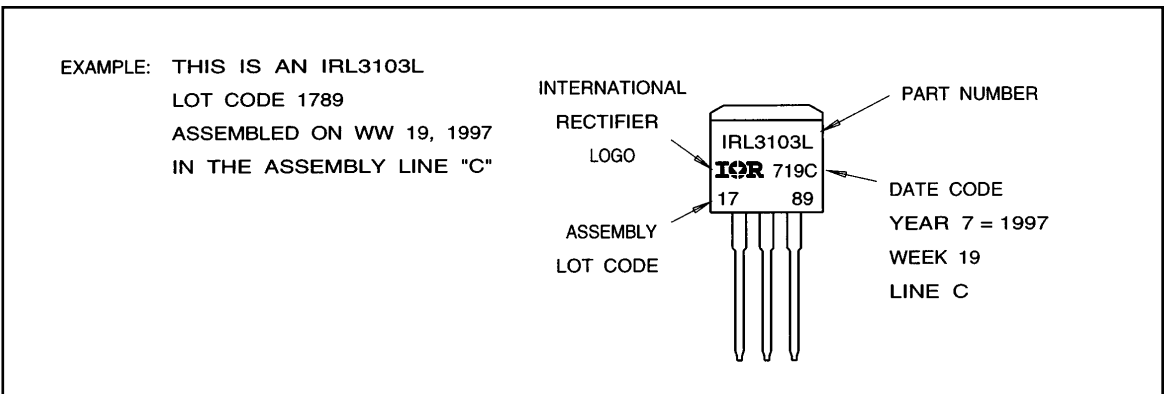 EXAMPLE: THIS IS AN IRL3103L
LOT CODE 1789
ASSEMBLED ON WW 19, 1997
IN THE ASSEMBLY LINE "C"
INTERNATIONAL
RECTIFIER
LOGO
ASSEMBLY
LOT CODE
IRL3103L
IOR 719C
17 89
PART NUMBER
DATE CODE
YEAR 7 = 1997
WEEK 19
LINE C